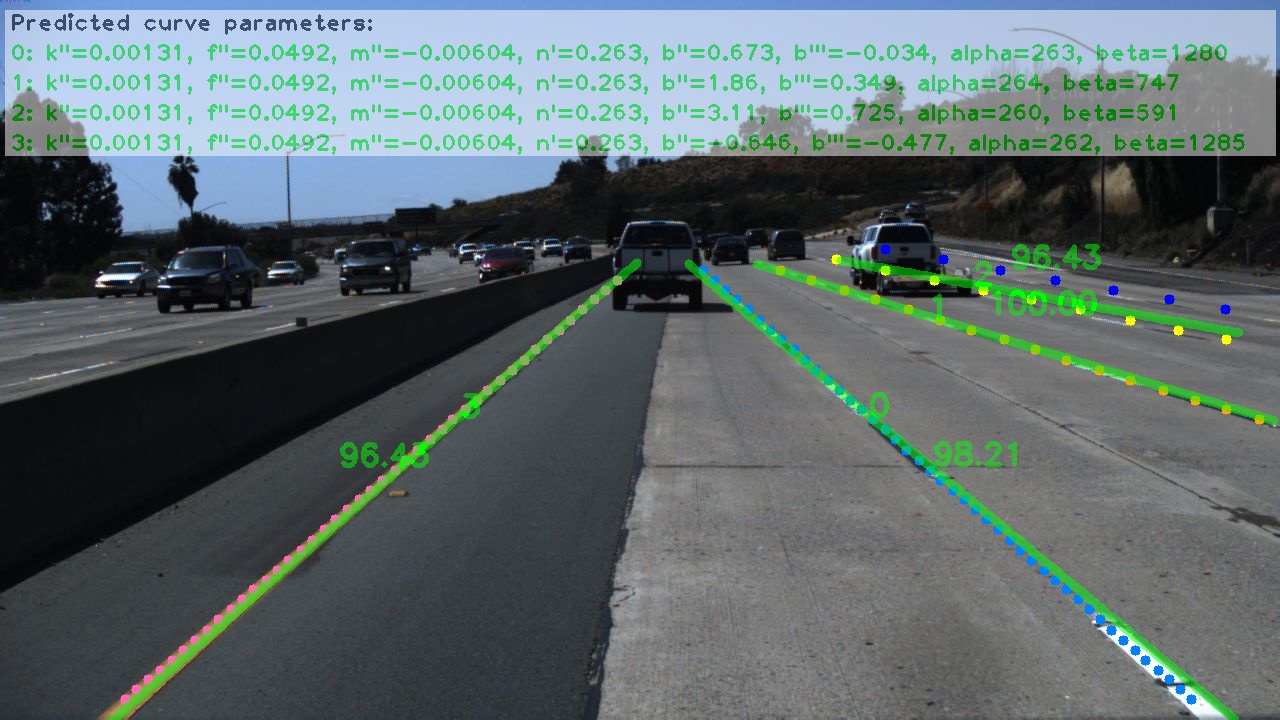 Predicted curve parameters:
0: k''=0.00131, f''=0.0492, m''=-0.00604, n'=0.263, b''=0.673, b'''=-0.034, alpha=263, beta=1280
1: k''=0.00131, f''=0.0492, m''=-0.00604, n'=0.263, b''=1.86, b'''=0.349, alpha=264, beta=747
2: k''=0.00131, f''=0.0492, m''=-0.00604, n'=0.263, b''=3.11, b'''=0.725, alpha=260, beta=591
3: k''=0.00131, f''=0.0492, m''=-0.00604, n'=0.263, b''=-0.646, b'''=-0.477, alpha=262, beta=1285
96.43
2
100.00
1
3
0
96.43
98.21